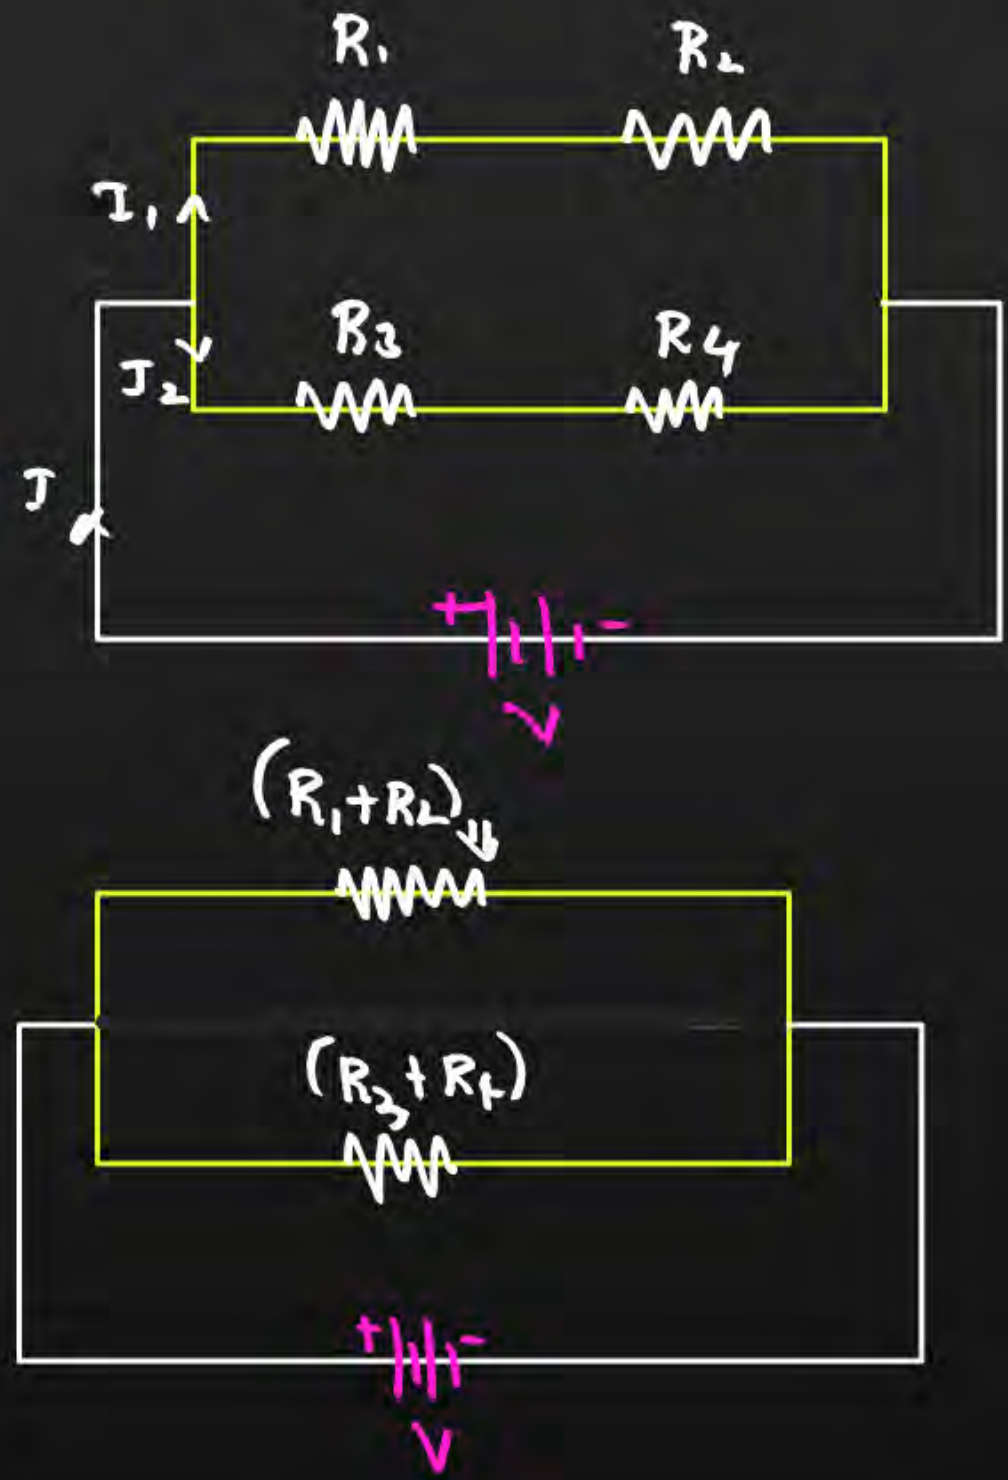 R₁ R₂
I₁
R3 R4
I₂
I
+ -
V
(R₁+R₂)
(R₃+R₄)
+ -
V